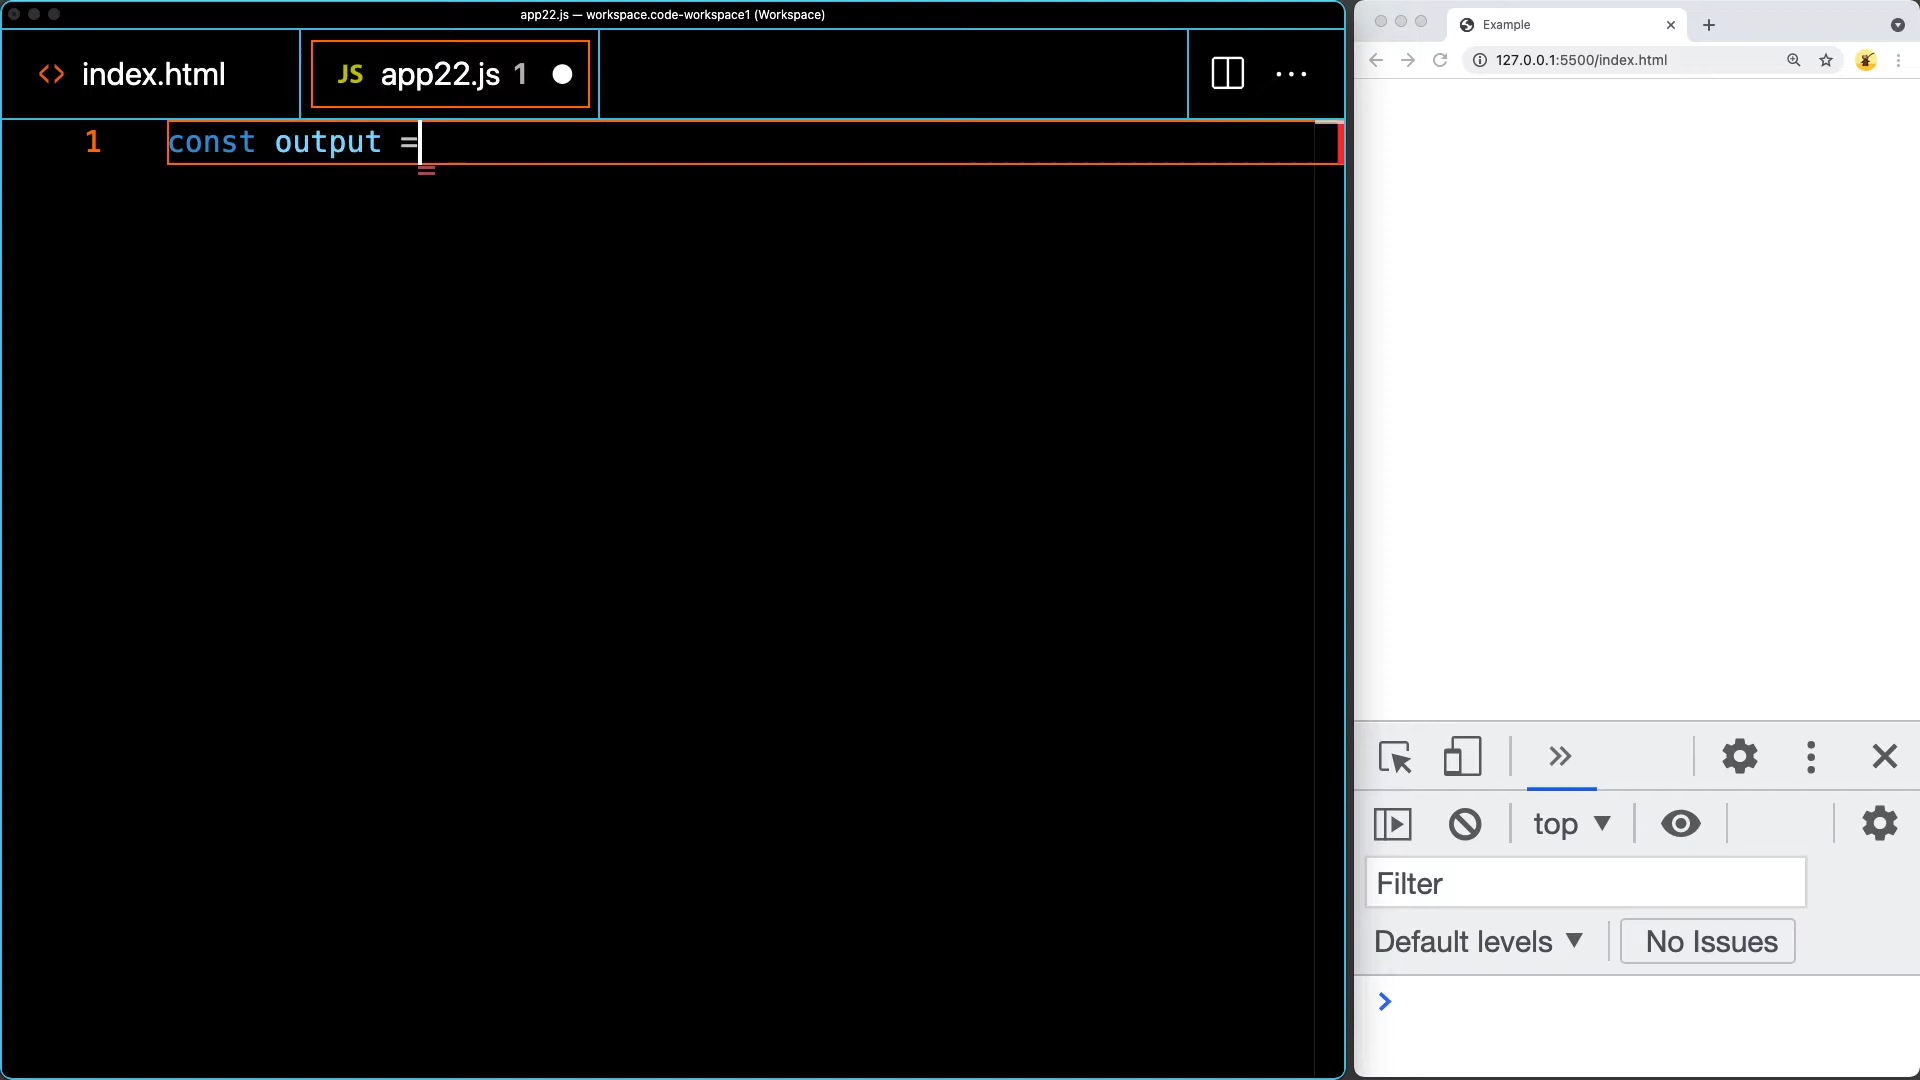 app22.js — workspace.code-workspace1 (Workspace)
<> index.html
JS app22.js 1
1 const output =
Example
127.0.0.1:5500/index.html
top
Filter
Default levels
No Issues